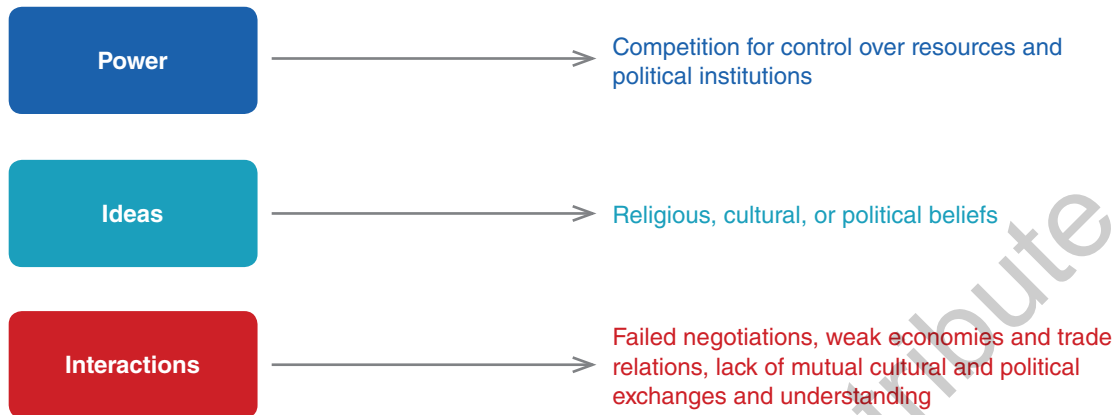 Power
Competition for control over resources and
political institutions
Ideas
Religious, cultural, or political beliefs
Interactions
Failed negotiations, weak economies and trade
relations, lack of mutual cultural and political
exchanges and understanding